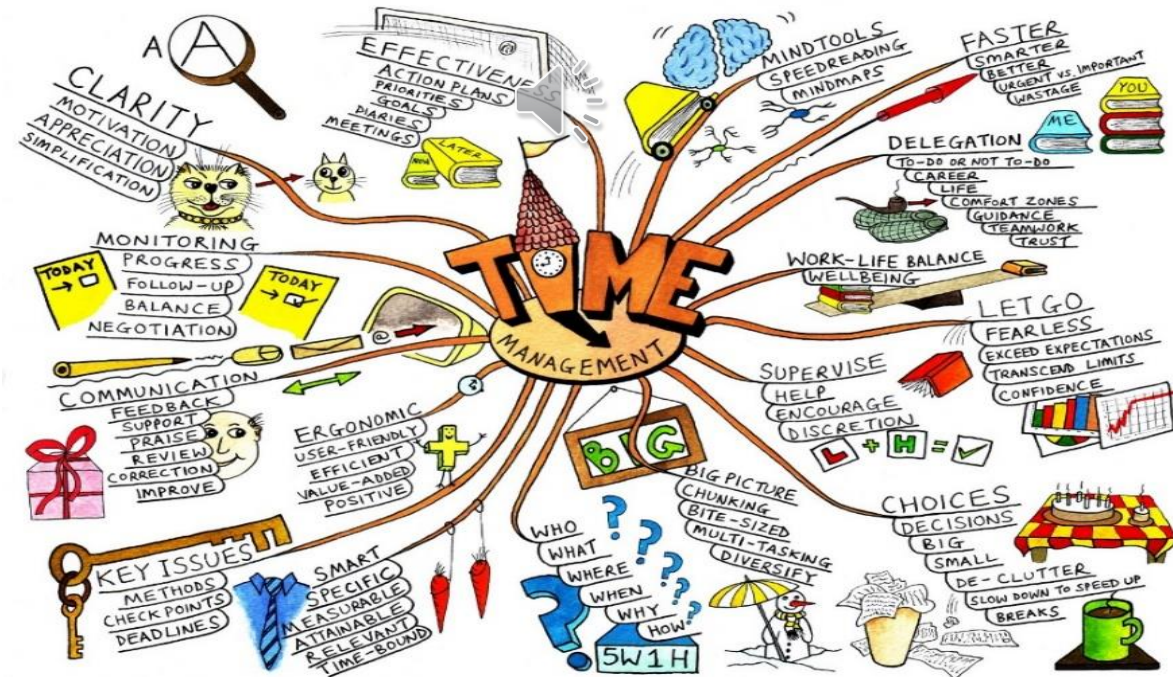 A A
CLARITY
MOTIVATION
APPRECIATION
SIMPLIFICATION
EFFECTIVENESS
@
ACTION PLANS
PRIORITIES
GOALS
DIARIES
MEETINGS
NOW
LATER
MINDTOOLS
SPEEDREADING
MINDMAPS
FASTER
SMARTER
BETTER
URGENT VS. IMPORTANT
WASTAGE
YOU
ME
DELEGATION
TO-DO OR NOT TO-DO
CAREER
LIFE
COMFORT ZONES
GUIDANCE
TEAMWORK
TRUST
MONITORING
PROGRESS
FOLLOW-UP
BALANCE
NEGOTIATION
TODAY
TODAY
TIME
MANAGEMENT
WORK-LIFE BALANCE
WELLBEING
LET GO
FEARLESS
EXCEED EXPECTATIONS
TRANSCEND LIMITS
CONFIDENCE
@
COMMUNICATION
FEEDBACK
SUPPORT
PRAISE
REVIEW
CORRECTION
IMPROVE
ERGONOMIC
USER-FRIENDLY
EFFICIENT
VALUE-ADDED
POSITIVE
SUPERVISE
HELP
ENCOURAGE
DISCRETION
L + H =
BIG
BIG PICTURE
CHUNKING
BITE-SIZED
MULTI-TASKING
DIVERSIFY
CHOICES
DECISIONS
BIG
SMALL
DE-CLUTTER
SLOW DOWN TO SPEED UP
BREAKS
KEY ISSUES
METHODS
CHECKPOINTS
DEADLINES
SMART
SPECIFIC
MEASURABLE
ATTAINABLE
RELEVANT
TIME-BOUND
WHO
WHAT
WHERE
WHEN
WHY
HOW
? ? ? ? ? ? ?
5W1H